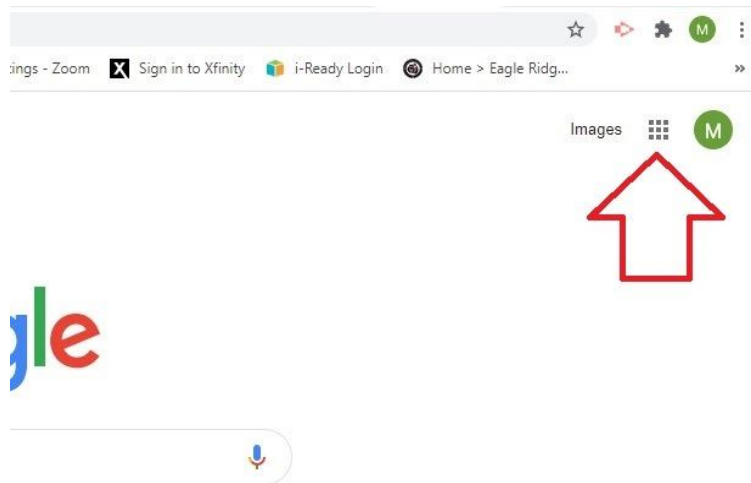 M
ings - Zoom X Sign in to Xfinity i-Ready Login Home > Eagle Ridg... »
Images M
gle